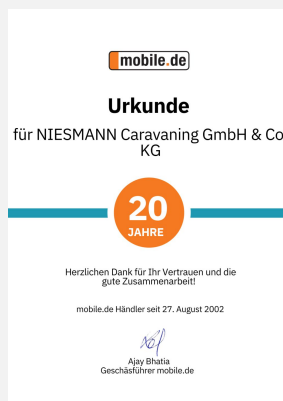 mobile.de
Urkunde
für NIESMANN Caravaning GmbH & Co
KG
20
JAHRE
Herzlichen Dank für Ihr Vertrauen und die
gute Zusammenarbeit!
mobile.de Händler seit 27. August 2002
Ajay Bhatia
Geschäsführer mobile.de